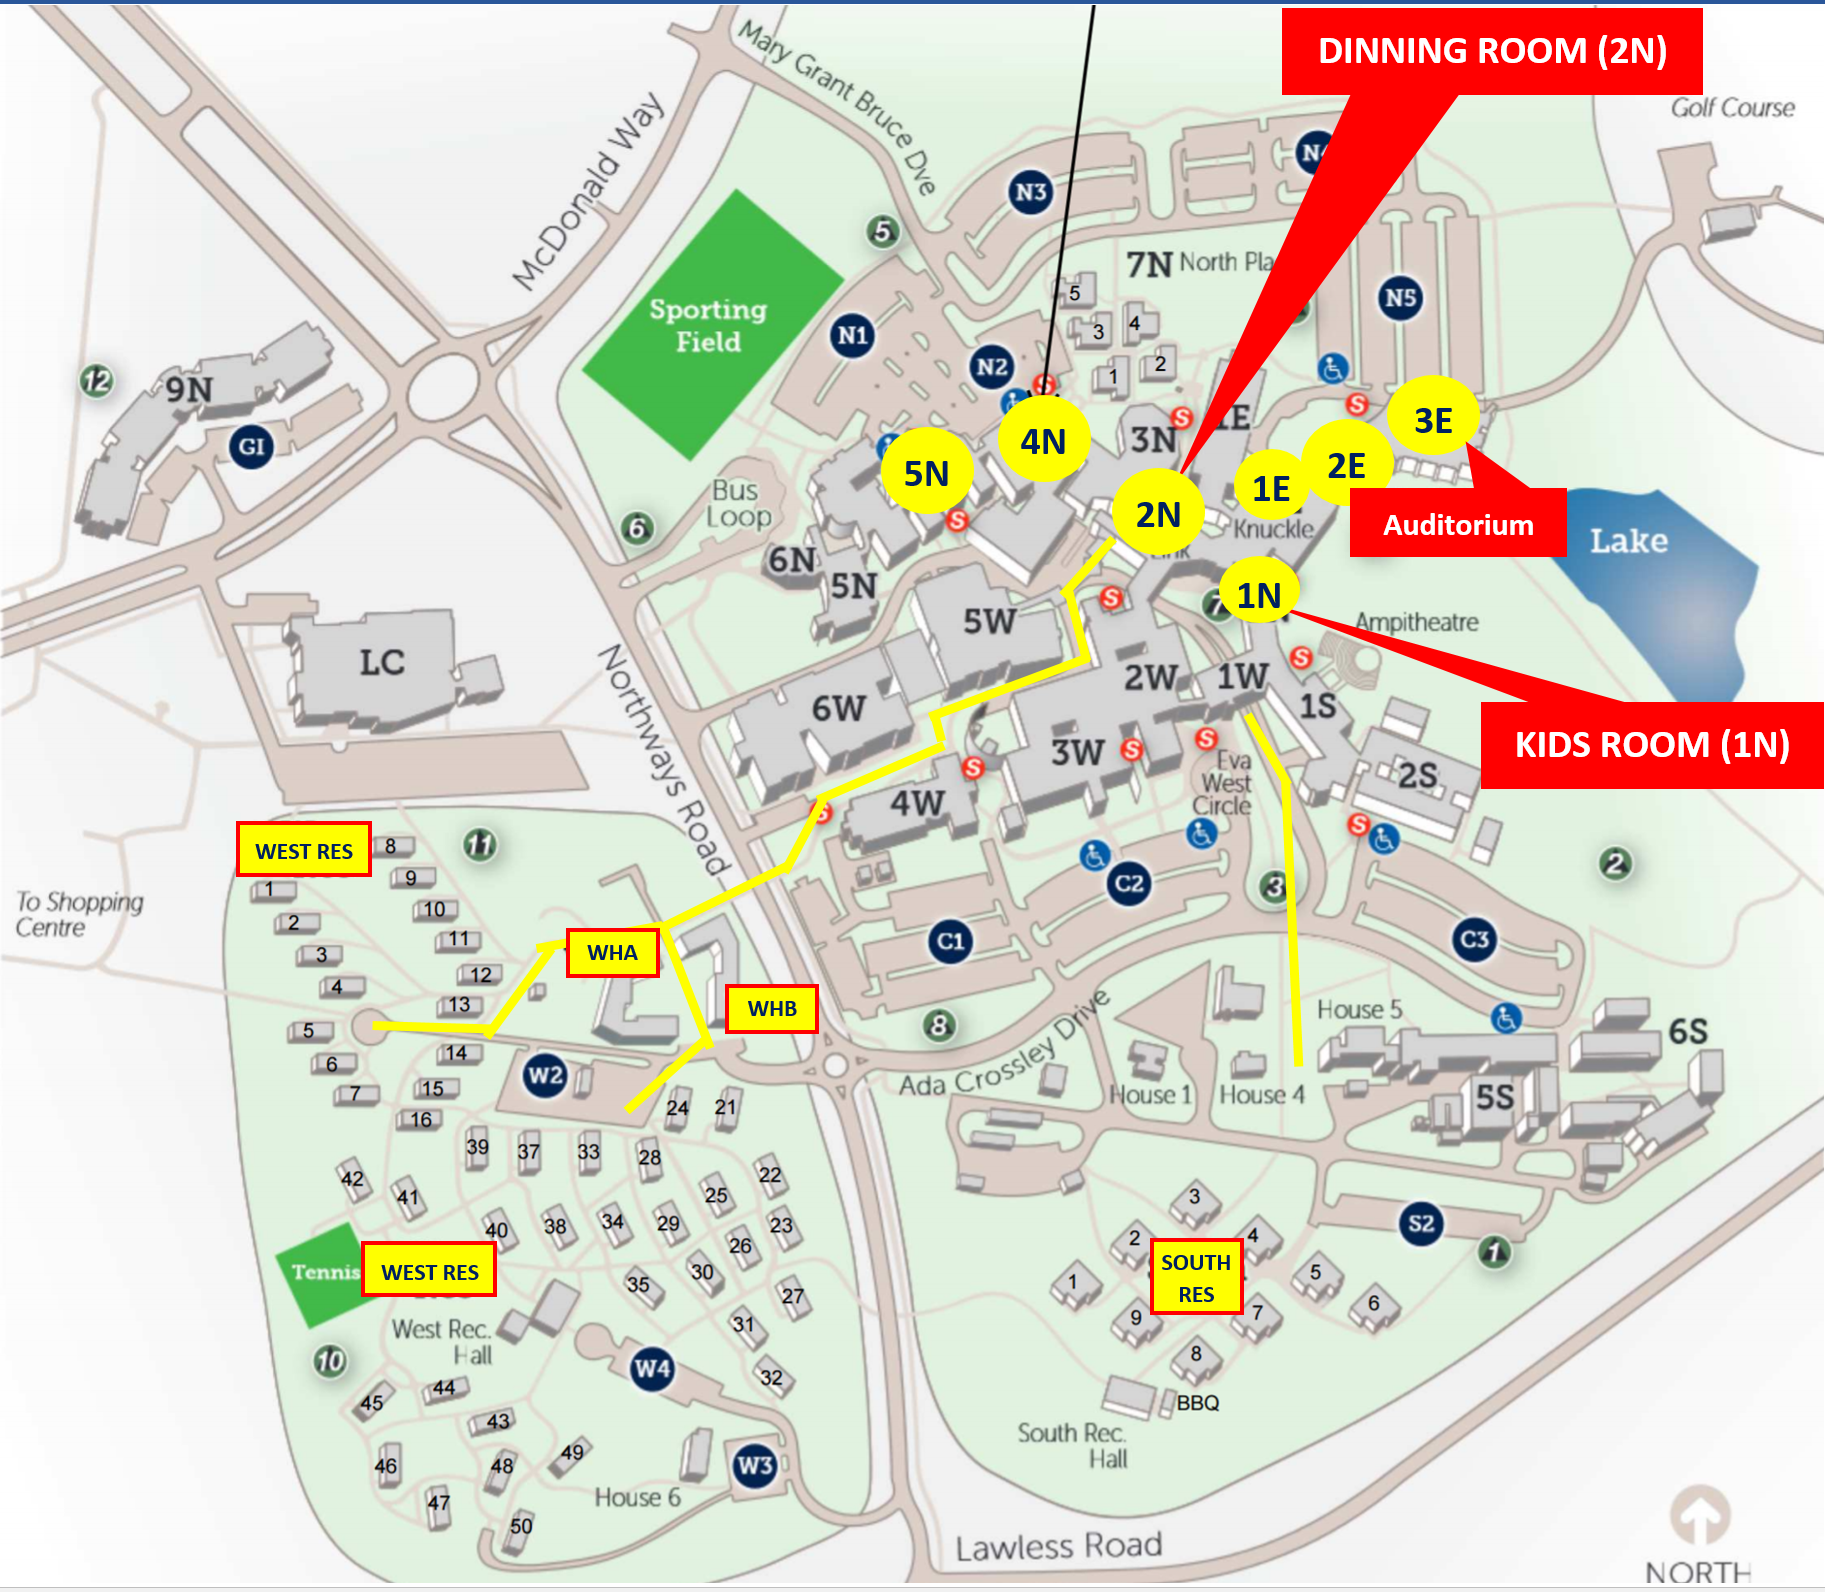 DINNING ROOM (2N)
Golf Course
Mary Grant Bruce Dve
McDonald Way
N3
N4
5
7N
North Pla
Sporting
Field
N1
N2
N5
5
3
4
1
2
12
9N
GI
S
S
S
3E
3N
1E
4N
5N
2E
1E
2N
Auditorium
Bus
Loop
6
S
Knuckle
Link
Lake
6N
5N
5W
S
7
1N
Ampitheatre
LC
6W
2W
1W
S
1S
KIDS ROOM (1N)
Northways Road
3W
S
S
S
Eva
West
Circle
2S
4W
S
S
WEST RES
8
11
1
9
2
10
3
11
4
12
13
5
6
14
7
15
16
To Shopping
Centre
WHA
WHB
C1
C2
3
C3
2
8
Ada Crossley Drive
House 5
House 1
House 4
6S
5S
W2
24
21
39
37
33
28
42
41
25
22
40
38
34
29
23
26
Tennis
WEST RES
35
30
27
31
32
West Rec.
Hall
10
W4
44
45
43
46
48
49
47
50
House 6
W3
3
2
4
SOUTH
RES
1
5
6
9
7
8
BBQ
South Rec.
Hall
S2
1
Lawless Road
NORTH